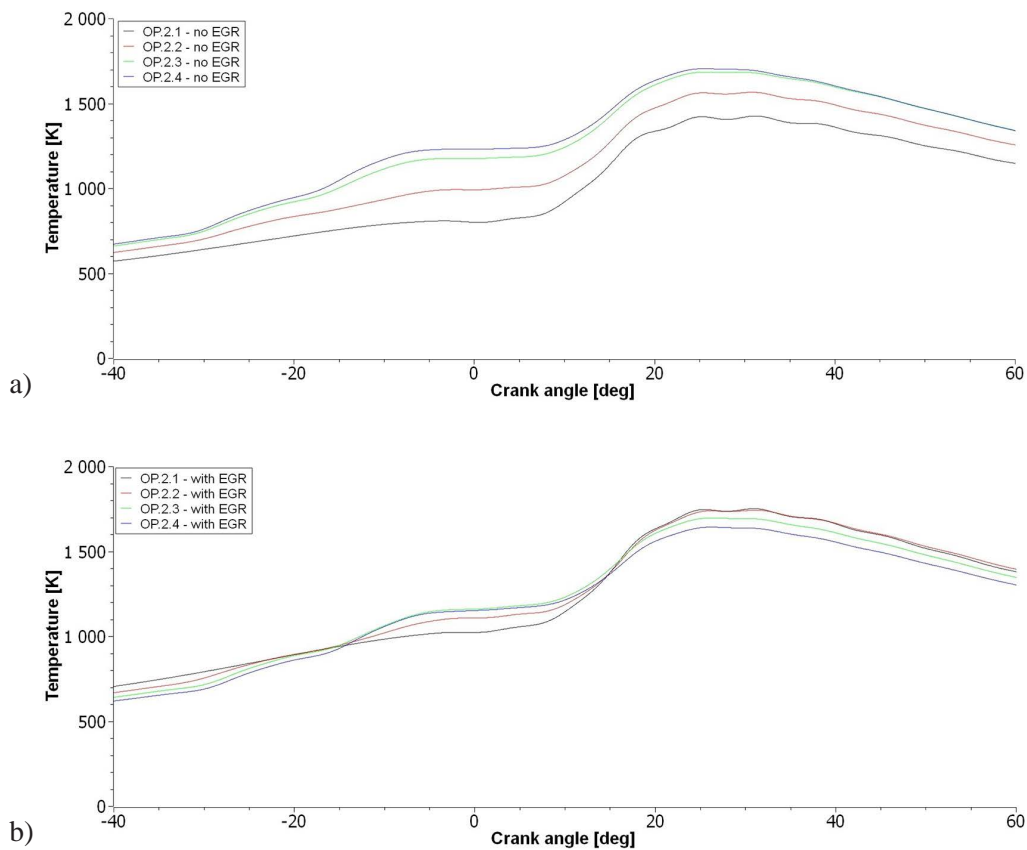 2 000
OP.2.1 - no EGR
OP.2.2 - no EGR
OP.2.3 - no EGR
OP.2.4 - no EGR
1 500
1 000
500
0
Temperature [K]
-40
-20
0
20
40
60
Crank angle [deg]
a)
2 000
OP.2.1 - with EGR
OP.2.2 - with EGR
OP.2.3 - with EGR
OP.2.4 - with EGR
1 500
1 000
500
0
Temperature [K]
-40
-20
0
20
40
60
Crank angle [deg]
b)